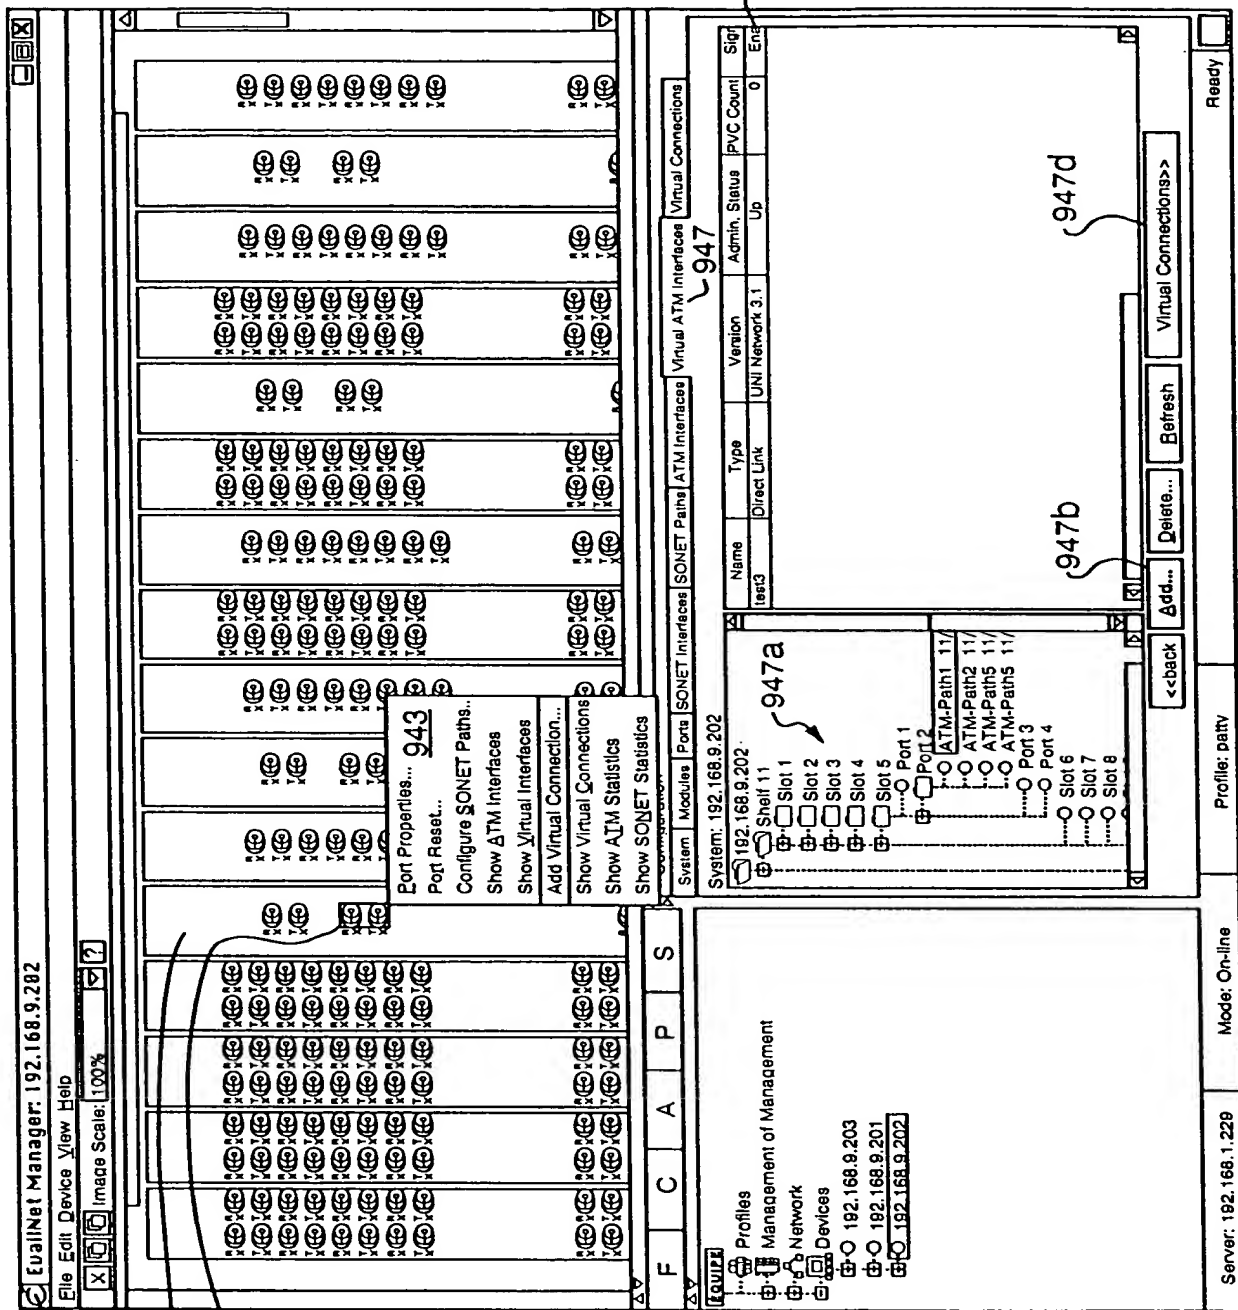 EuallNet Manager: 192.168.9.202
File Edit Device View Help
Image Scale: 100%
Port Properties... 943
Port Reset...
Configure SONET Paths...
Show ATM Interfaces
Show Virtual Interfaces
Add Virtual Connection...
Show Virtual Connections
Show ATM Statistics
Show SONET Statistics
F C A P S
EQUIPE
Profiles
Management of Management
Network
Devices
192.168.9.203
192.168.9.201
192.168.9.202
System Modules Ports SONET Interfaces SONET Paths ATM Interfaces Virtual ATM Interfaces Virtual Connections
947
System: 192.168.9.202
192.168.9.202
947a
Shelf 11
Slot 1
Slot 2
Slot 3
Slot 4
Slot 5
Port 1
Port 2
ATM-Path1 11/
ATM-Path2 11/
ATM-Path5 11/
ATM-Path5 11/
Port 3
Port 4
Slot 6
Slot 7
Slot 8
Name Type Version Admin. Status PVC Count Sigr
test3 Direct Link UNI Network 3.1 Up 0 Ena
947b
947d
<<back Add... Delete... Refresh Virtual Connections>>
Server: 192.168.1.229 Mode: On-line Profile: patty Ready